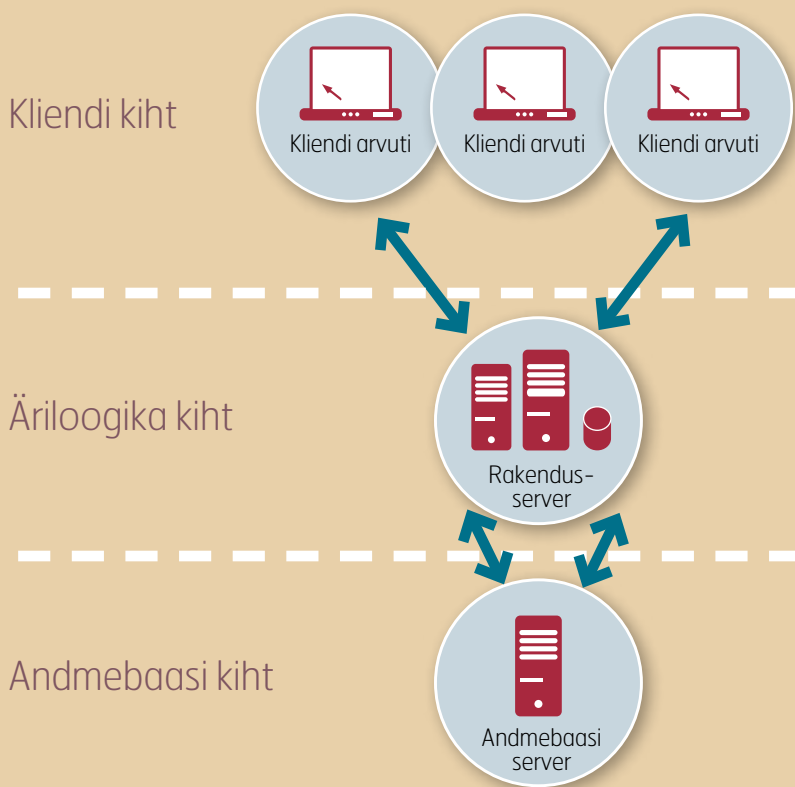 Kliendi kiht
Kliendi arvuti
Kliendi arvuti
Kliendi arvuti
Äriloogika kiht
Rakendus-
server
Andmebaasi kiht
Andmebaasi
server